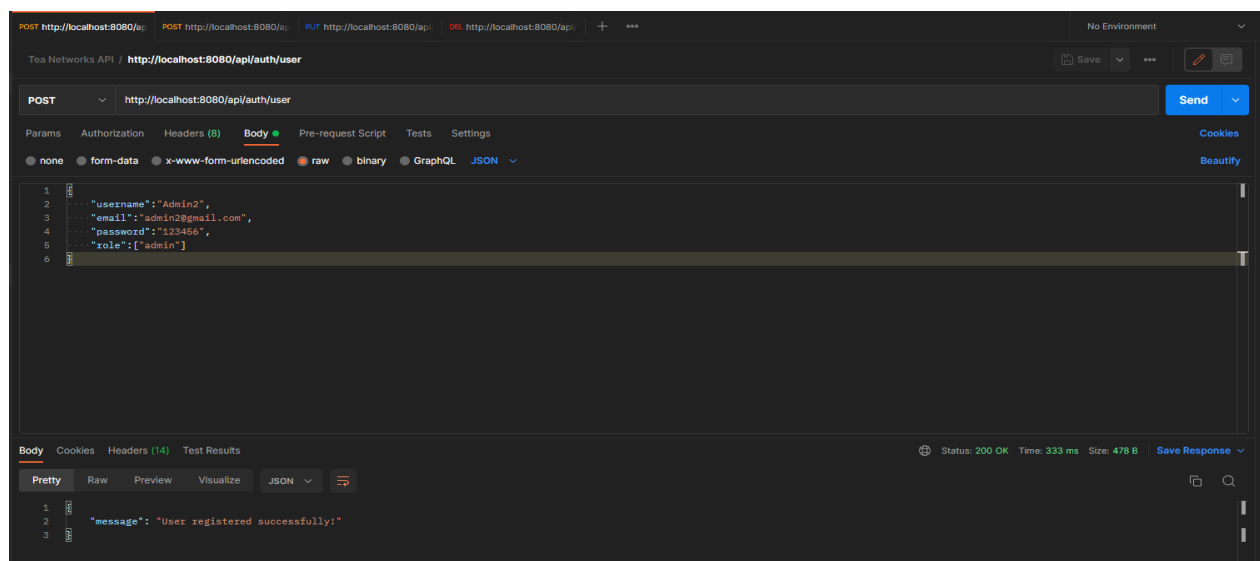 POST http://localhost:8080/ap POST http://localhost:8080/ap PUT http://localhost:8080/api DEL http://localhost:8080/api + ••• No Environment
Tea Networks API / http://localhost:8080/api/auth/user Save •••
POST http://localhost:8080/api/auth/user Send
Params Authorization Headers (8) Body Pre-request Script Tests Settings Cookies
none form-data x-www-form-urlencoded raw binary GraphQL JSON Beautify
1 {
2 "username":"Admin2",
3 "email":"admin2@gmail.com",
4 "password":"123456",
5 "role":["admin"]
6 }
Body Cookies Headers (14) Test Results Status: 200 OK Time: 333 ms Size: 478 B Save Response
Pretty Raw Preview Visualize JSON
1 {
2 "message": "User registered successfully!"
3 }